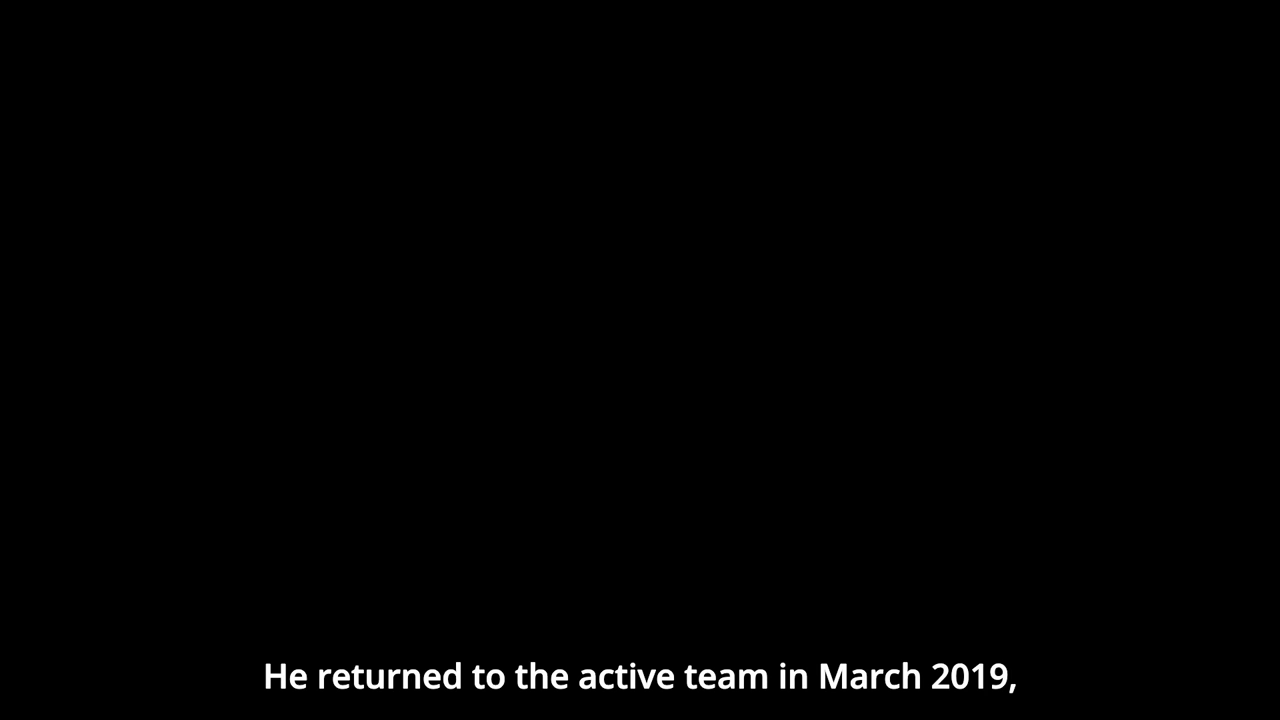 He returned to the active team in March 2019,